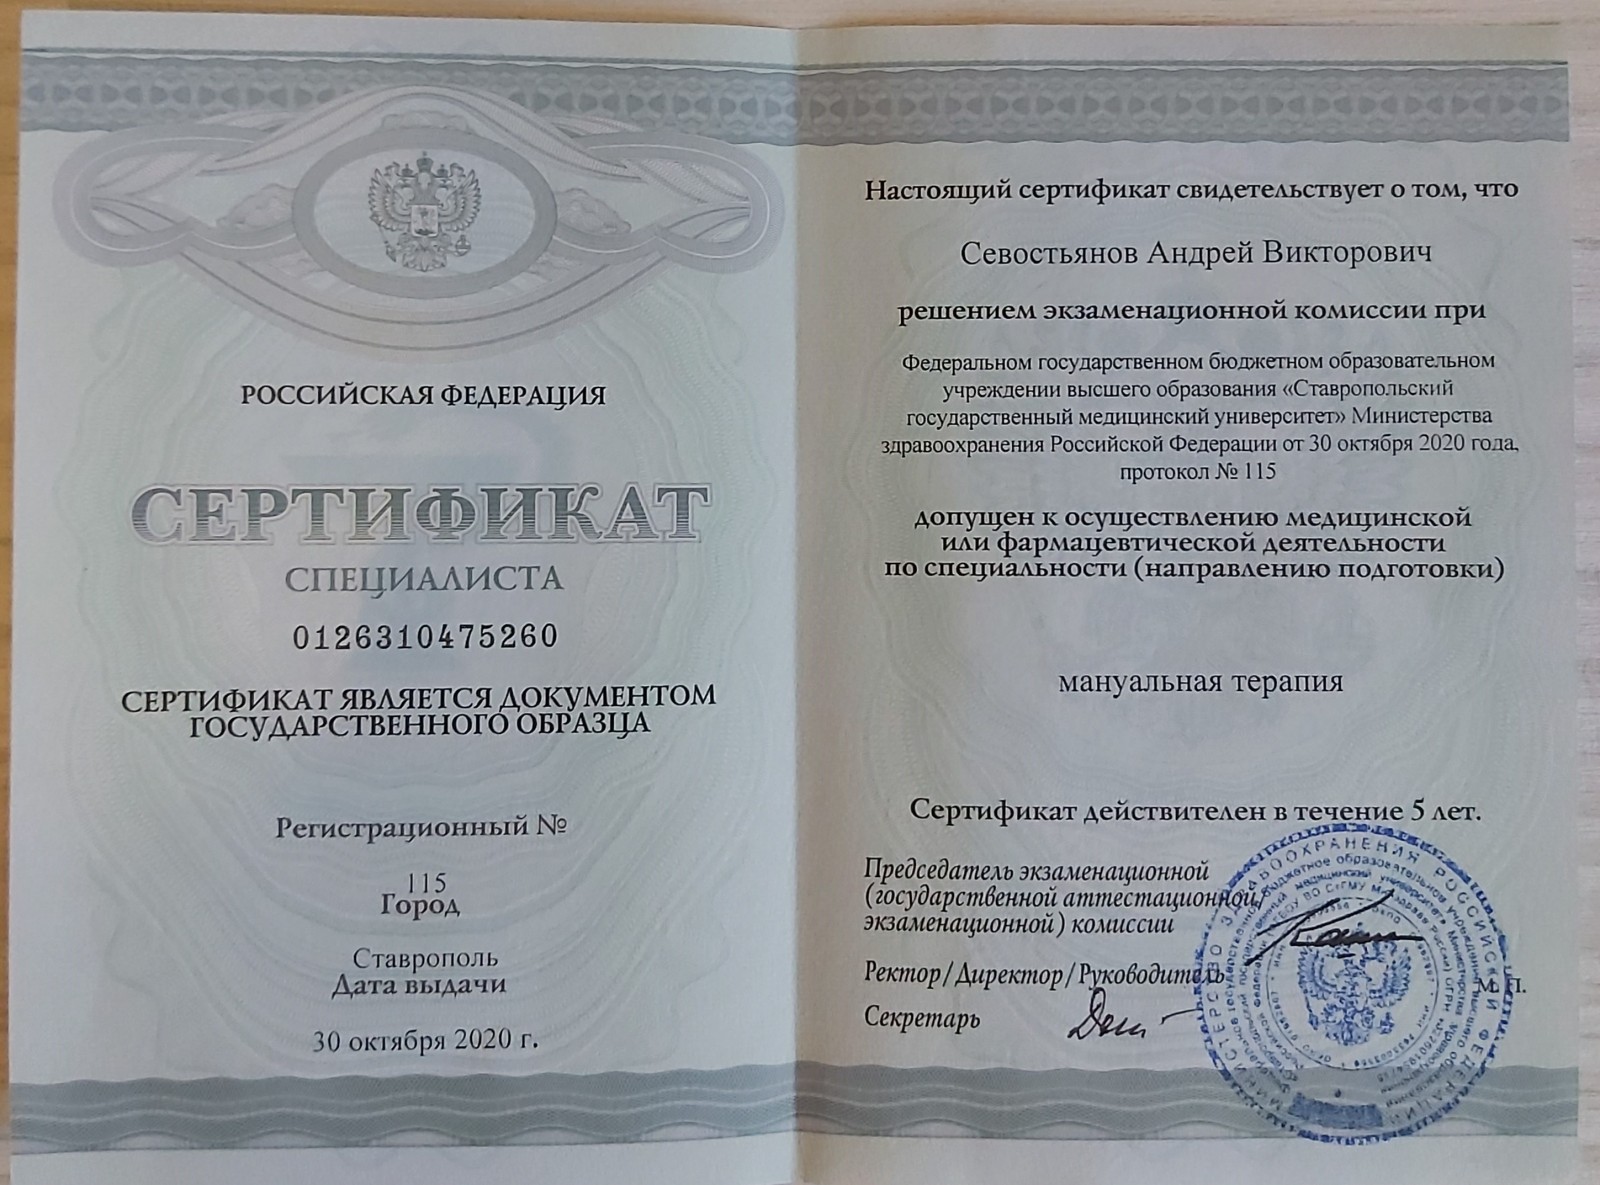 РОССИЙСКАЯ ФЕДЕРАЦИЯ
СЕРТИФИКАТ
СПЕЦИАЛИСТА
0126310475260
СЕРТИФИКАТ ЯВЛЯЕТСЯ ДОКУМЕНТОМ
ГОСУДАРСТВЕННОГО ОБРАЗЦА
Регистрационный №
115
Город
Ставрополь
Дата выдачи
30 октября 2020 г.
Настоящий сертификат свидетельствует о том, что
Севостьянов Андрей Викторович
решением экзаменационной комиссии при
Федеральном государственном бюджетном образовательном
учреждении высшего образования «Ставропольский
государственный медицинский университет» Министерства
здравоохранения Российской Федерации от 30 октября 2020 года,
протокол № 115
допущен к осуществлению медицинской
или фармацевтической деятельности
по специальности (направлению подготовки)
мануальная терапия
Сертификат действителен в течение 5 лет.
Председатель экзаменационной
(государственной аттестационной/
экзаменационной) комиссии
Ректор/Директор/Руководитель
Секретарь
М. П.
МИНИСТЕРСТВО ЗДРАВООХРАНЕНИЯ РОССИЙСКОЙ ФЕДЕРАЦИИ